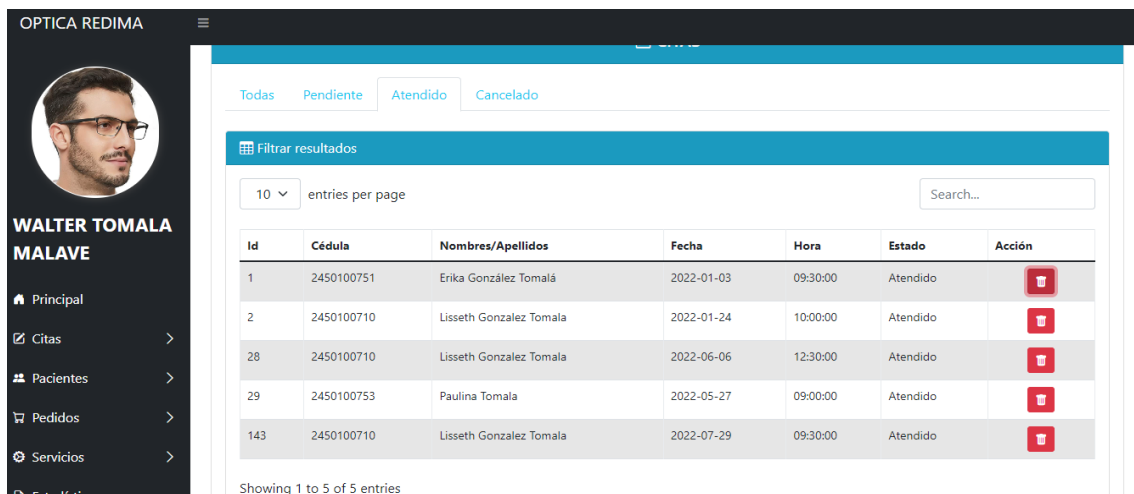 OPTICA REDIMA
WALTER TOMALA
MALAVE
Principal
Citas
Pacientes
Pedidos
Servicios
Todas Pendiente Atendido Cancelado
Filtrar resultados
10 entries per page Search...
Id Cédula Nombres/Apellidos Fecha Hora Estado Acción
1 2450100751 Erika González Tomalá 2022-01-03 09:30:00 Atendido
2 2450100710 Lisseth Gonzalez Tomala 2022-01-24 10:00:00 Atendido
28 2450100710 Lisseth Gonzalez Tomala 2022-06-06 12:30:00 Atendido
29 2450100753 Paulina Tomala 2022-05-27 09:00:00 Atendido
143 2450100710 Lisseth Gonzalez Tomala 2022-07-29 09:30:00 Atendido
Showing 1 to 5 of 5 entries